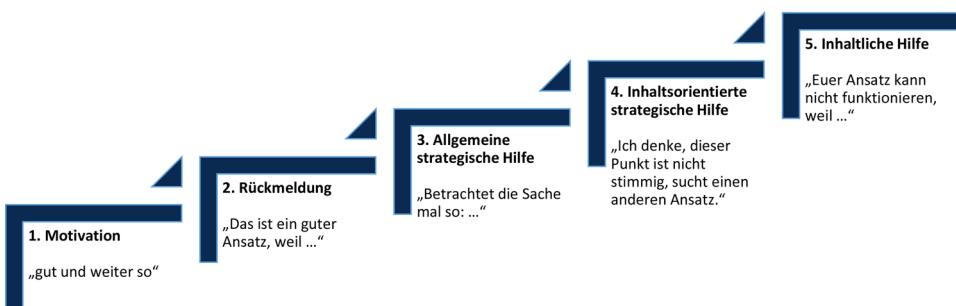 1. Motivation
„gut und weiter so“
2. Rückmeldung
„Das ist ein guter
Ansatz, weil …“
3. Allgemeine
strategische Hilfe
„Betrachtet die Sache
mal so: …“
4. Inhaltsorientierte
strategische Hilfe
„Ich denke, dieser
Punkt ist nicht
stimmig, sucht einen
anderen Ansatz.“
5. Inhaltliche Hilfe
„Euer Ansatz kann
nicht funktionieren,
weil …“